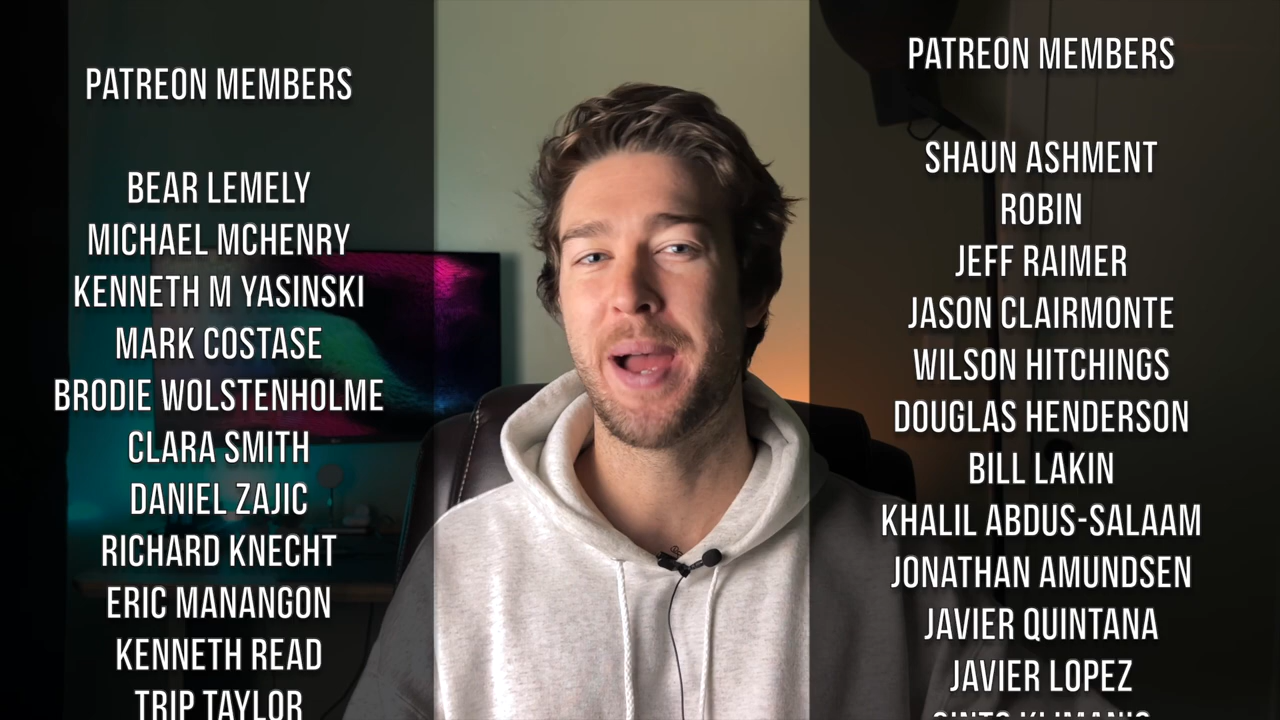 PATREON MEMBERS
BEAR LEMELY
MICHAEL MCHENRY
KENNETH M YASINSKI
MARK COSTASE
BRODIE WOLSTENHOLME
CLARA SMITH
DANIEL ZAJIC
RICHARD KNECHT
ERIC MANANGON
KENNETH READ
TRIP TAYLOR
PATREON MEMBERS
SHAUN ASHMENT
ROBIN
JEFF RAIMER
JASON CLAIRMONTE
WILSON HITCHINGS
DOUGLAS HENDERSON
BILL LAKIN
KHALIL ABDUS-SALAAM
JONATHAN AMUNDSEN
JAVIER QUINTANA
JAVIER LOPEZ